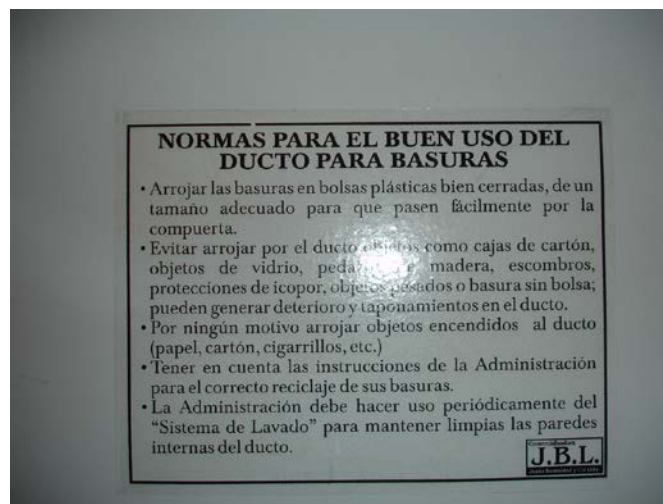 NORMAS PARA EL BUEN USO DEL
DUCTO PARA BASURAS
• Arrojar las basuras en bolsas plásticas bien cerradas, de un
tamaño adecuado para que pasen fácilmente por la
compuerta.
• Evitar arrojar por el ducto objetos como cajas de cartón,
objetos de vidrio, madera, escombros,
protecciones de icopor, objetos pesados o basura sin bolsa;
pueden generar deterioro y taponamientos en el ducto.
• Por ningún motivo arrojar objetos encendidos al ducto
(papel, cartón, cigarrillos, etc.)
• Tener en cuenta las instrucciones de la Administración
para el correcto reciclaje de sus basuras.
• La Administración debe hacer uso periódicamente del
"Sistema de Lavado" para mantener limpias las paredes
internas del ducto.
J.B.L.